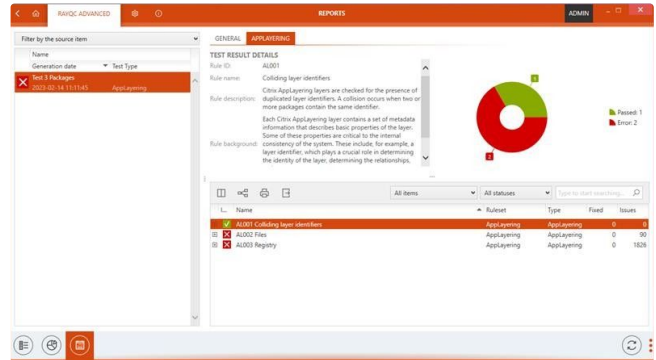 RAYQC ADVANCED
REPORTS
ADMIN
Filter by the source item
Name
Generation date Test Type
Test 3 Packages
2023-02-14 11:11:45 AppLayering
GENERAL APPLAYERING
TEST RESULT DETAILS
Rule ID: AL001
Rule name: Colliding layer identifiers
Rule description: Citrix AppLayering layers are checked for the presence of
duplicated layer identifiers. A collision occurs when two or
more packages contain the same identifier.
Rule background: Each Citrix AppLayering layer contains a set of metadata
information that describes basic properties of the layer.
Some of these properties are critical to the internal
consistency of the system. These include, for example, a
layer identifier, which plays a crucial role in determining
the identity of the layer, determining the relationships,
1
2
Passed: 1
Error: 2
All items All statuses Type to start searching...
I... Name Ruleset Type Fixed Issues
AL001 Colliding layer identifiers AppLayering AppLayering 0 0
AL002 Files AppLayering AppLayering 0 90
AL003 Registry AppLayering AppLayering 0 1826